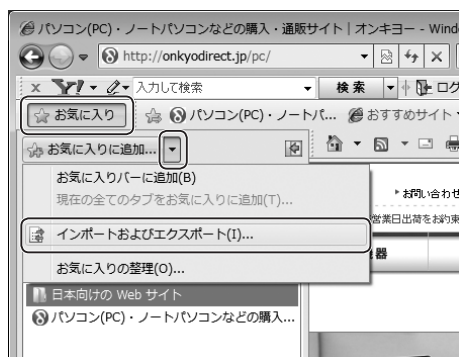 パソコン(PC)・ノートパソコンなどの購入・通販サイト | オンキヨー - Wind
http://onkyodirect.jp/pc/
Y! 入力して検索 検索 ログ
お気に入り パソコン(PC)・ノートパ... おすすめサイト
お気に入りに追加...
お気に入りバーに追加(B)
現在の全てのタブをお気に入りに追加(T)...
お問い合わせ
営業日出荷をお約束
インポートおよびエクスポート(I)...
器
お気に入りの整理(O)...
日本向けの Web サイト
パソコン(PC)・ノートパソコンなどの購入...